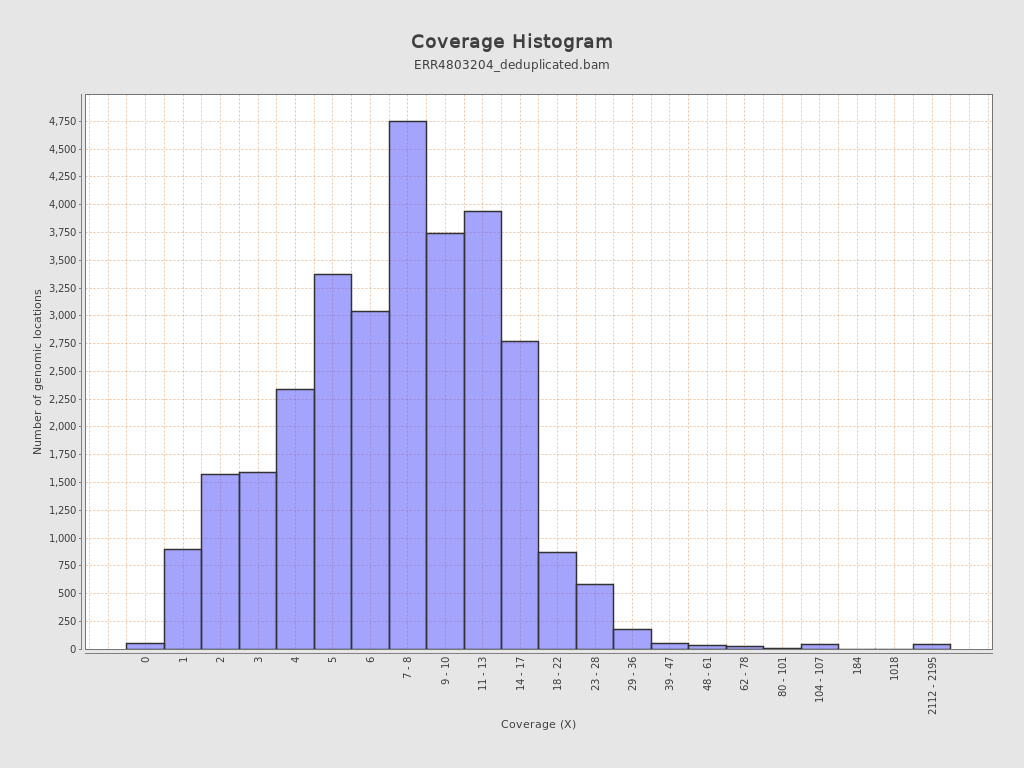 Coverage Histogram
ERR4803204_deduplicated.bam
Number of genomic locations
4,750
4,500
4,250
4,000
3,750
3,500
3,250
3,000
2,750
2,500
2,250
2,000
1,750
1,500
1,250
1,000
750
500
250
0
0
1
2
3
4
5
6
7 - 8
9 - 10
11 - 13
14 - 17
18 - 22
23 - 28
29 - 36
39 - 47
48 - 61
62 - 78
80 - 101
104 - 107
184
1018
2112 - 2195
Coverage (X)